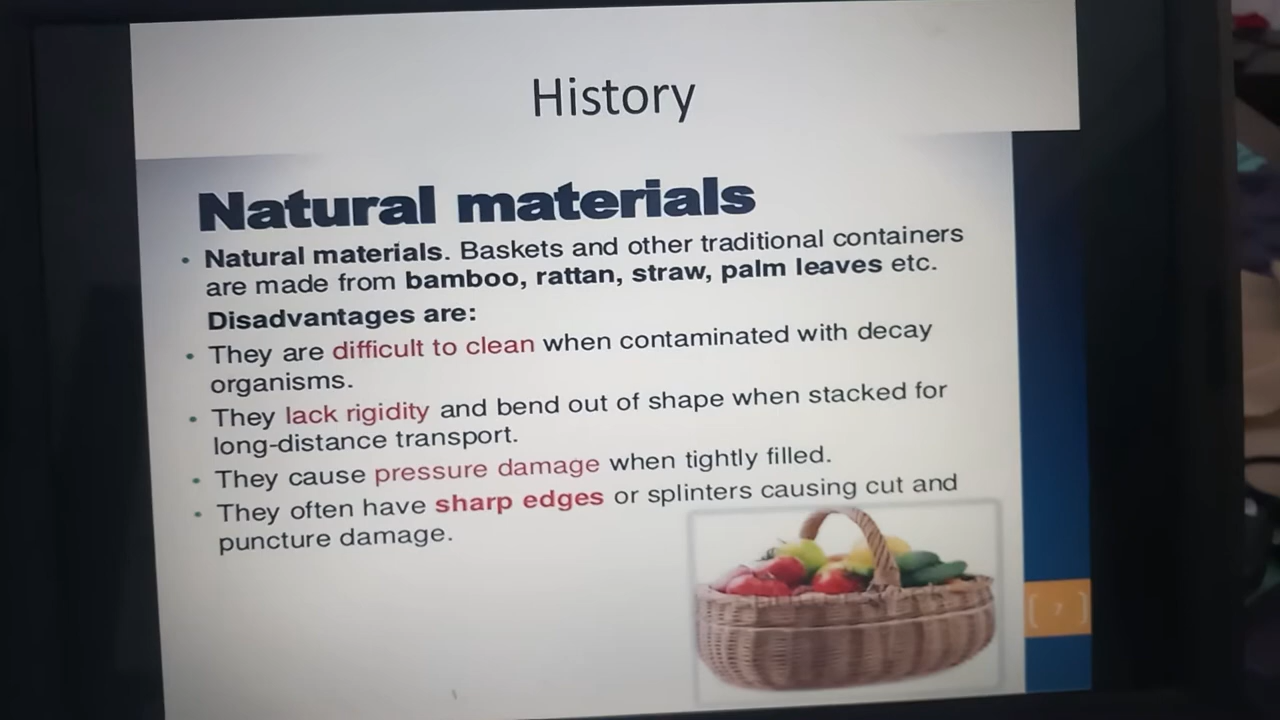 History
Natural materials
• Natural materials. Baskets and other traditional containers
are made from bamboo, rattan, straw, palm leaves etc.
Disadvantages are:
• They are difficult to clean when contaminated with decay
organisms.
• They lack rigidity and bend out of shape when stacked for
long-distance transport.
• They cause pressure damage when tightly filled.
• They often have sharp edges or splinters causing cut and
puncture damage.
[ 7 ]